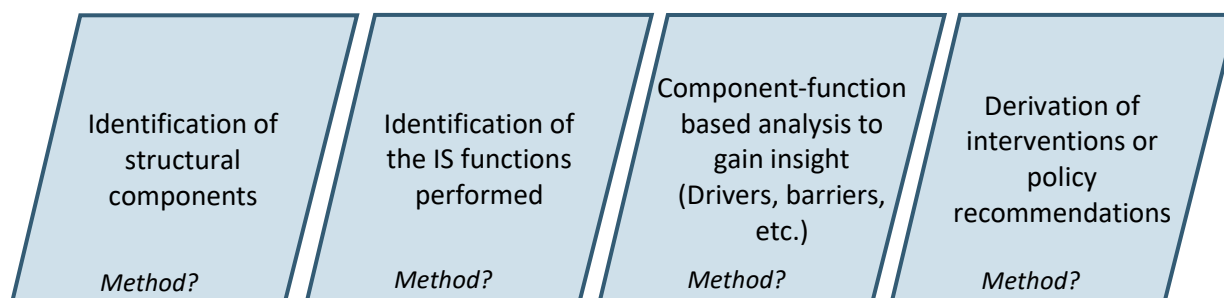 Identification of
structural
components
Method?
Identification of
the IS functions
performed
Method?
Component-function
based analysis to
gain insight
(Drivers, barriers,
etc.)
Method?
Derivation of
interventions or
policy
recommendations
Method?